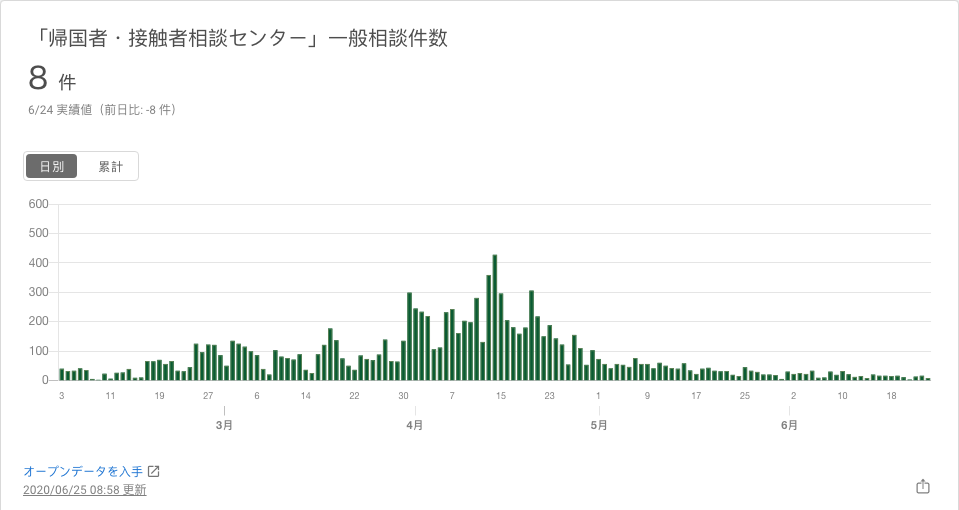 「帰国者・接触者相談センター」一般相談件数
8 件
6/24 実績値（前日比: -8 件）
日別 累計
600
500
400
300
200
100
0
3 11 19 27 6 14 22 30 7 15 23 1 9 17 25 2 10 18
3月 4月 5月 6月
オープンデータを入手
2020/06/25 08:58 更新